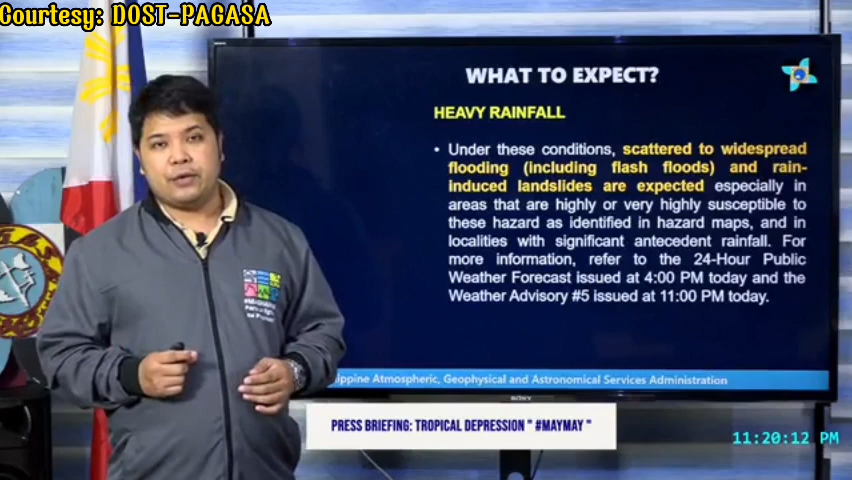 Courtesy: DOST-PAGASA
WHAT TO EXPECT?
HEAVY RAINFALL
• Under these conditions, scattered to widespread
flooding (including flash floods) and rain-
induced landslides are expected especially in
areas that are highly or very highly susceptible to
these hazard as identified in hazard maps, and in
localities with significant antecedent rainfall. For
more information, refer to the 24-Hour Public
Weather Forecast issued at 4:00 PM today and the
Weather Advisory #5 issued at 11:00 PM today.
Atmospheric, Geophysical and Astronomical Services Administration
SONY
PRESS BRIEFING: TROPICAL DEPRESSION " #MAYMAY "
11:20:12 PM